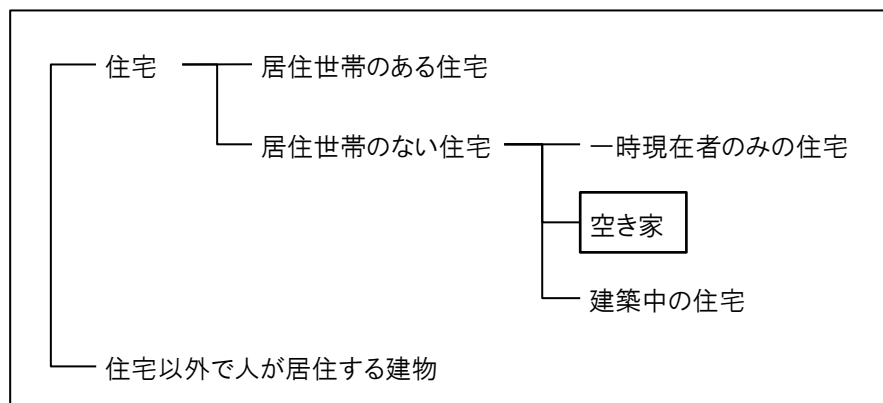 住宅
居住世帯のある住宅
居住世帯のない住宅
一時現在者のみの住宅
空き家
建築中の住宅
住宅以外で人が居住する建物